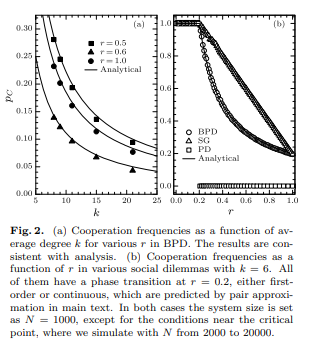 (a)
r = 0.5
r = 0.6
r = 1.0
Analytical
0.30
0.25
0.20
0.15
0.10
0.05
0.00
p_C
5 10 15 20 25
k
(b)
1.0
0.8
0.6
0.4
0.2
0.0
BPD
SG
PD
Analytical
0.0 0.2 0.4 0.6 0.8 1.0
r
Fig. 2. (a) Cooperation frequencies as a function of av-
erage degree k for various r in BPD. The results are con-
sistent with analysis. (b) Cooperation frequencies as a
function of r in various social dilemmas with k = 6. All
of them have a phase transition at r = 0.2, either first-
order or continuous, which are predicted by pair approxi-
mation in main text. In both cases the system size is set
as N = 1000, except for the conditions near the critical
point, where we simulate with N from 2000 to 20000.